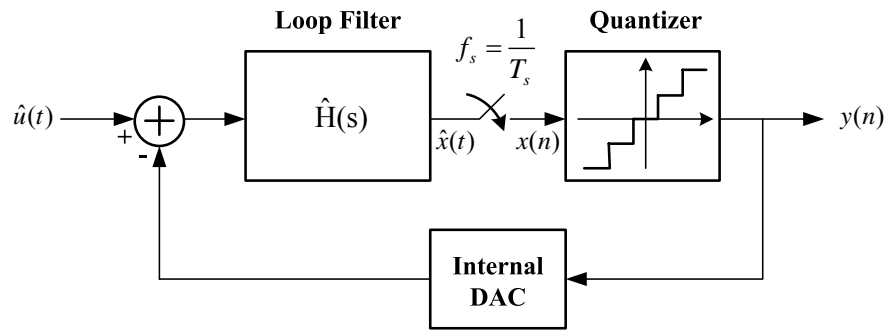 Loop Filter
f_s = 1/T_s
Quantizer
û(t)
+
-
Ĥ(s)
x̂(t)
x(n)
y(n)
Internal
DAC